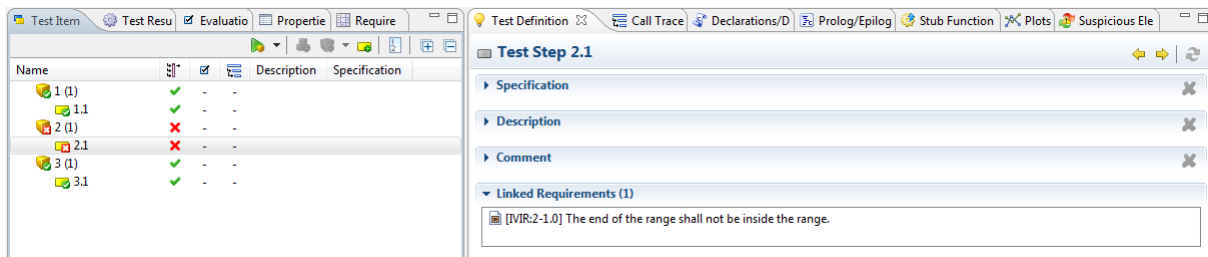 Test Item
Test Resu
Evaluatio
Propertie
Require
Name
Description
Specification
1 (1)
✔ - -
1.1
✔ - -
2 (1)
✘ - -
2.1
✘ - -
3 (1)
✔ - -
3.1
✔ - -
Test Definition
Call Trace
Declarations/D
Prolog/Epilog
Stub Function
Plots
Suspicious Ele
Test Step 2.1
Specification
Description
Comment
Linked Requirements (1)
[IVIR:2-1.0] The end of the range shall not be inside the range.